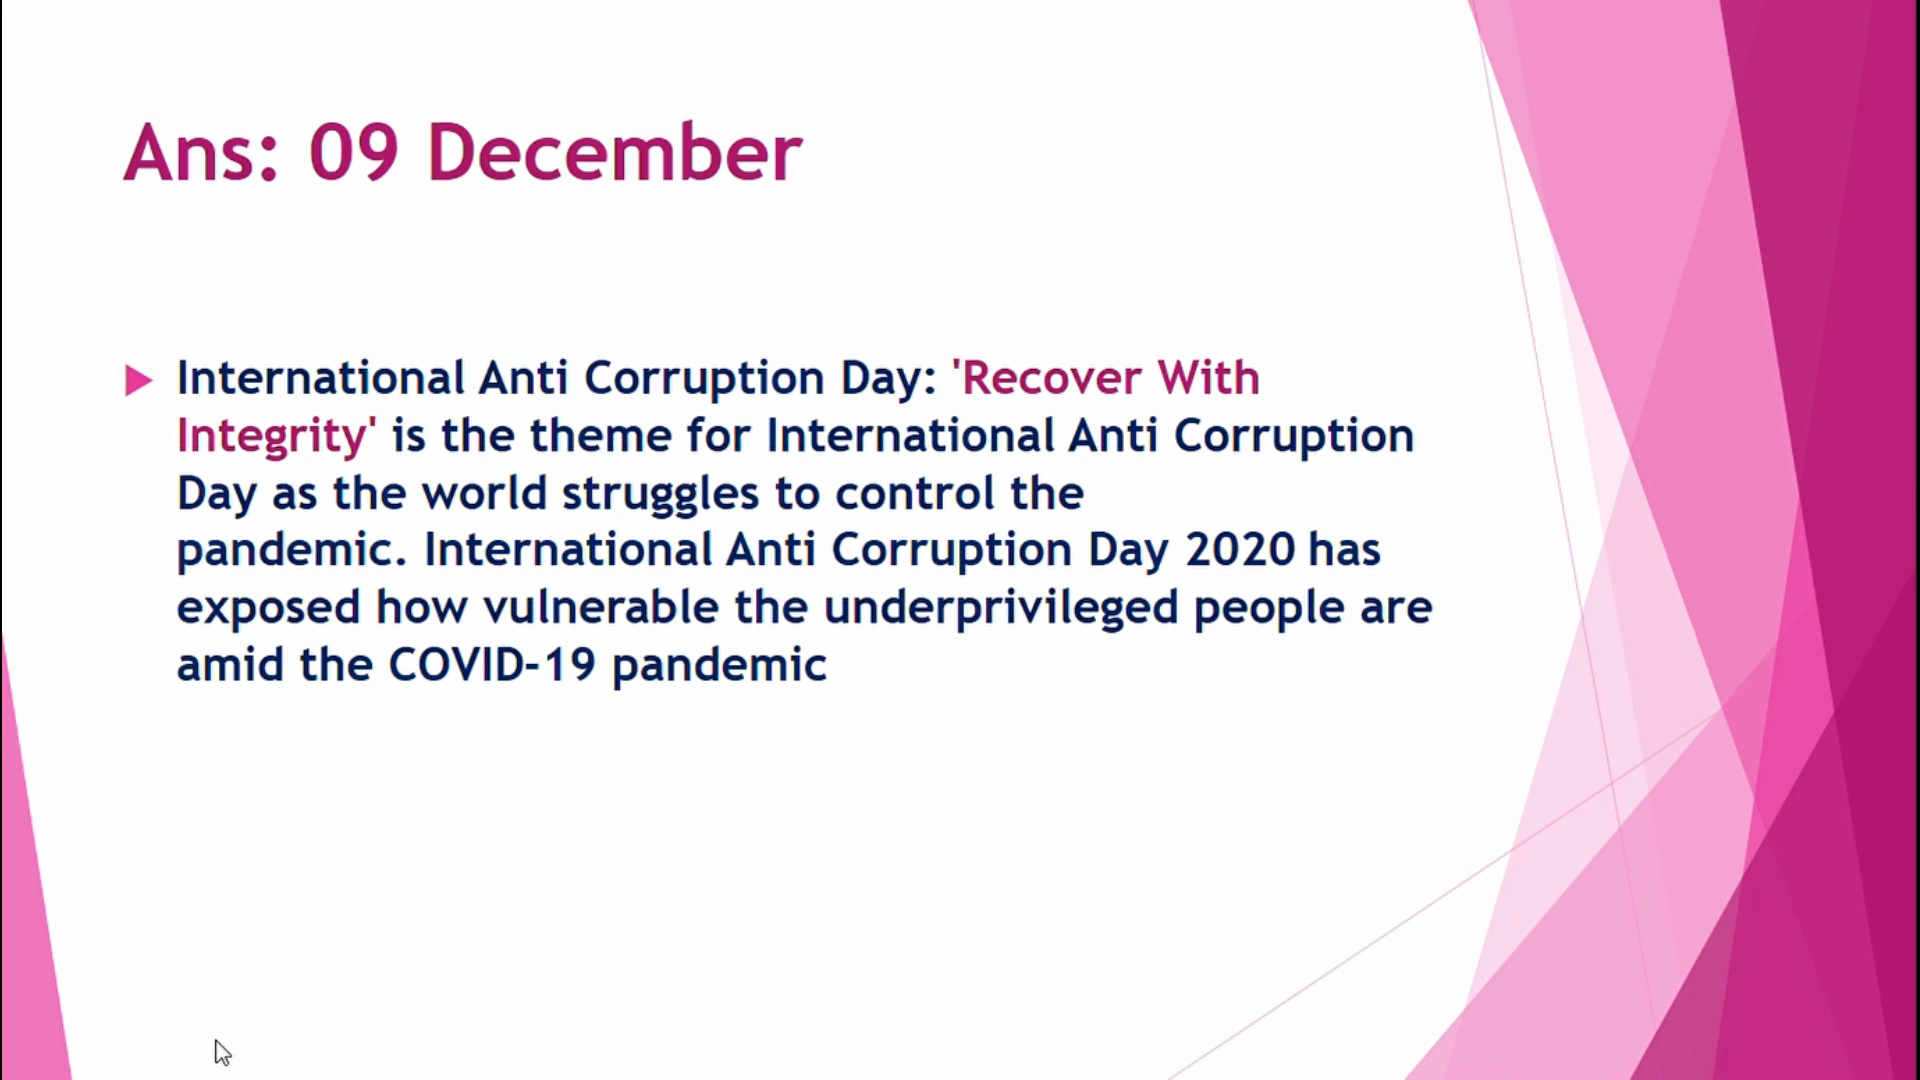 Ans: 09 December
International Anti Corruption Day: 'Recover With
Integrity' is the theme for International Anti Corruption
Day as the world struggles to control the
pandemic. International Anti Corruption Day 2020 has
exposed how vulnerable the underprivileged people are
amid the COVID-19 pandemic